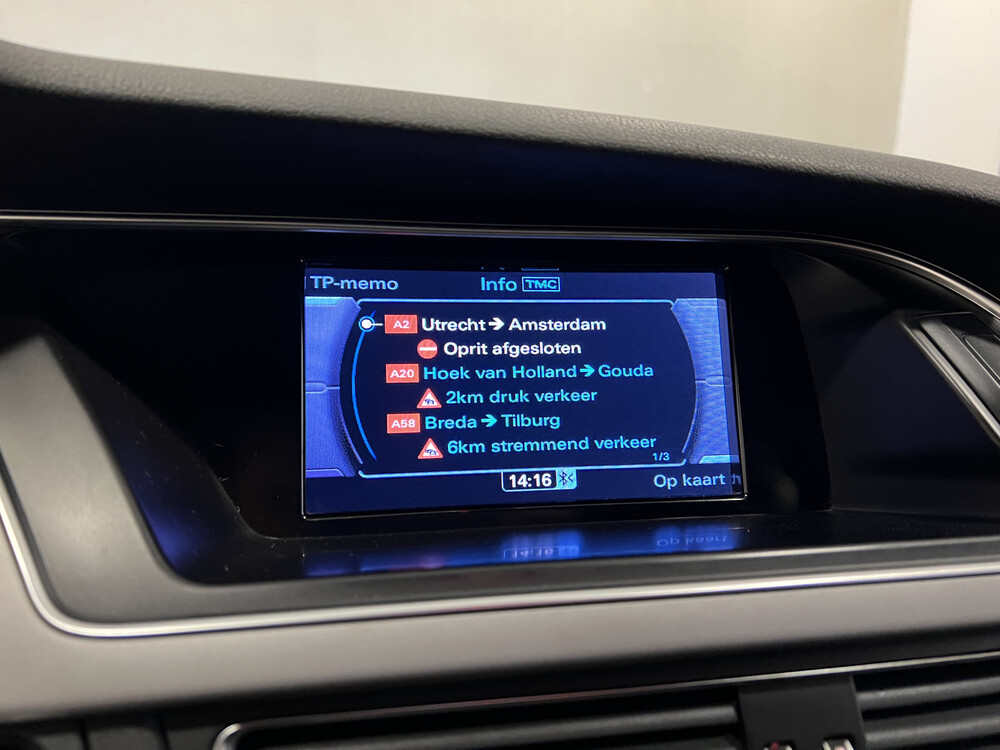 TP-memo Info TMC
A2 Utrecht → Amsterdam
Oprit afgesloten
A20 Hoek van Holland → Gouda
2km druk verkeer
A58 Breda → Tilburg
6km stremmend verkeer
1/3
14:16 Op kaart